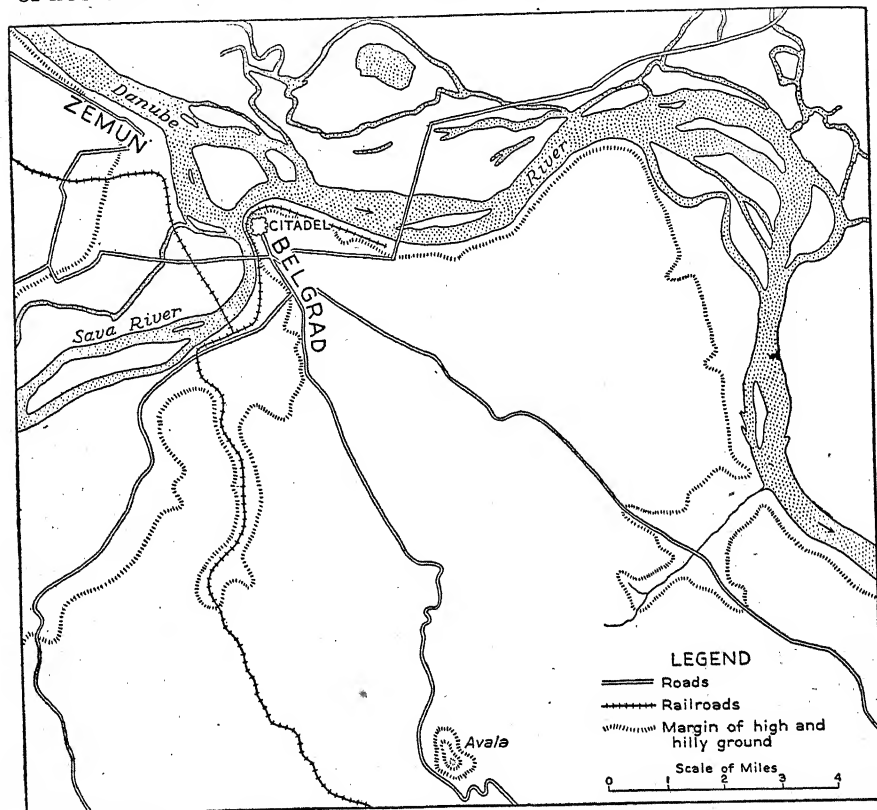 Danube
ZEMUN
River
CITADEL
BELGRAD
Sava River
Avala
LEGEND
Roads
Railroads
Margin of high and
hilly ground
Scale of Miles
0 1 2 3 4